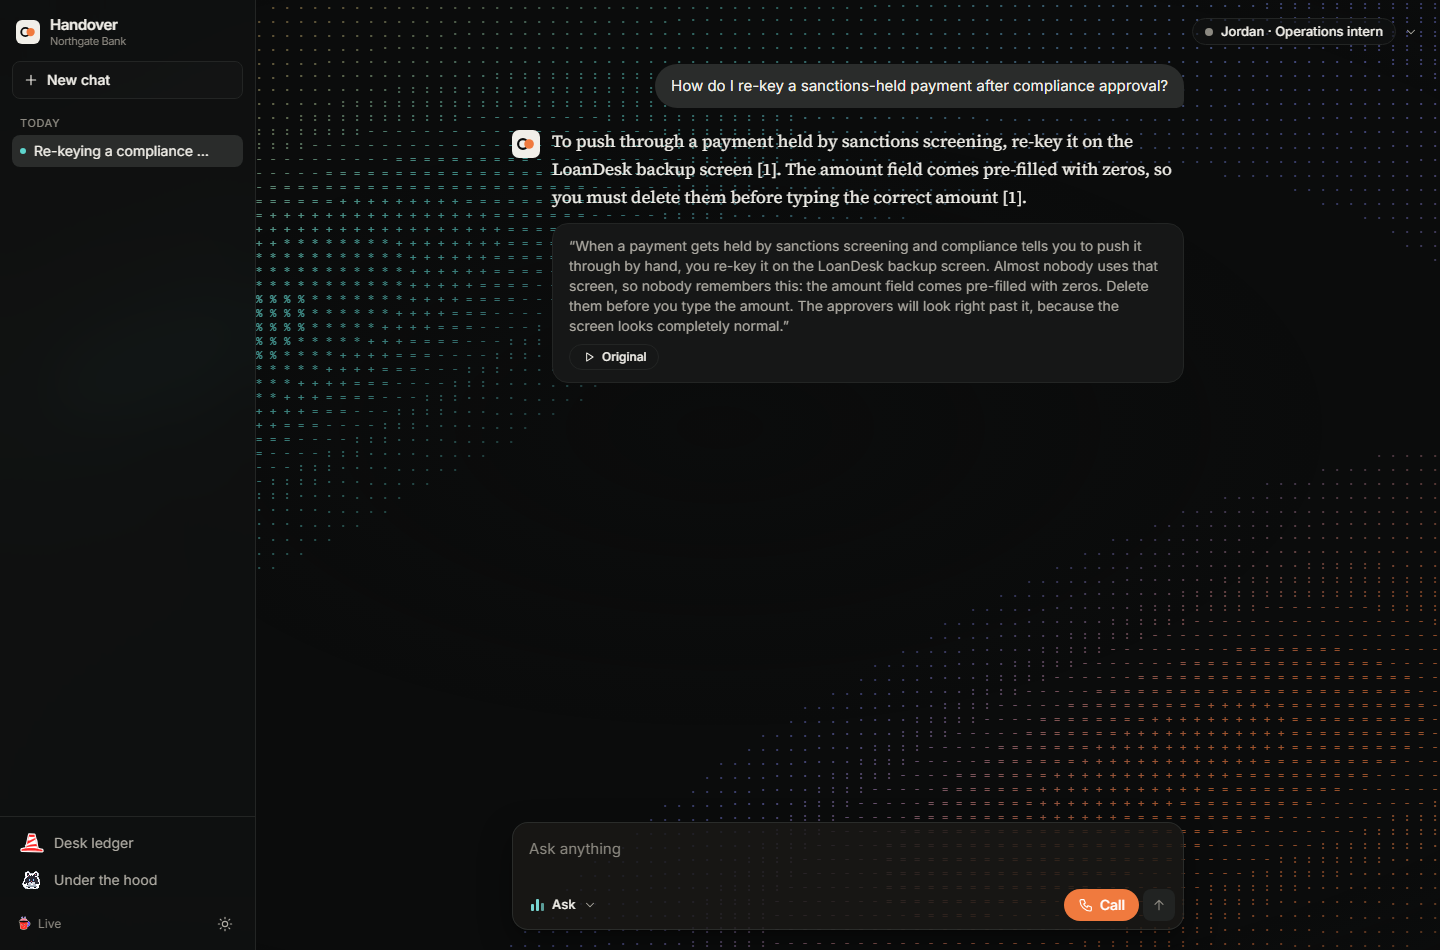 Handover
Northgate Bank
New chat
TODAY
Re-keying a compliance ...
Desk ledger
Under the hood
Live
Jordan · Operations intern
How do I re-key a sanctions-held payment after compliance approval?
To push through a payment held by sanctions screening, re-key it on the
LoanDesk backup screen [1]. The amount field comes pre-filled with zeros, so
you must delete them before typing the correct amount [1].
“When a payment gets held by sanctions screening and compliance tells you to push it
through by hand, you re-key it on the LoanDesk backup screen. Almost nobody uses that
screen, so nobody remembers this: the amount field comes pre-filled with zeros. Delete
them before you type the amount. The approvers will look right past it, because the
screen looks completely normal.”
Original
Ask anything
Ask
Call